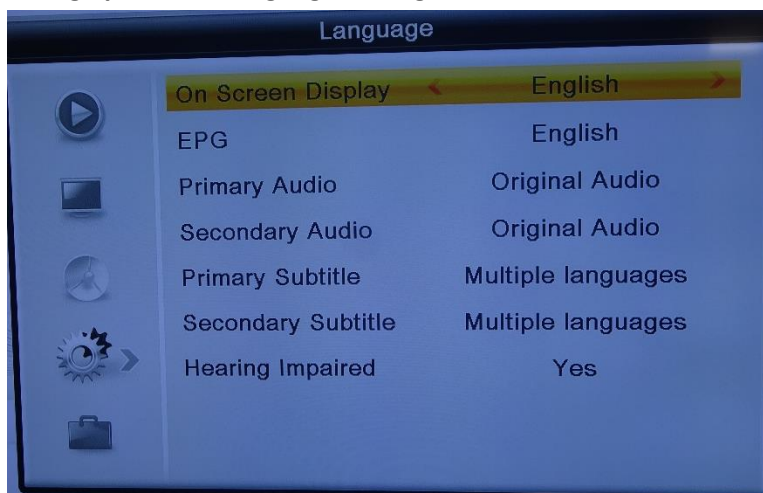 Language
On Screen Display English
EPG English
Primary Audio Original Audio
Secondary Audio Original Audio
Primary Subtitle Multiple languages
Secondary Subtitle Multiple languages
Hearing Impaired Yes